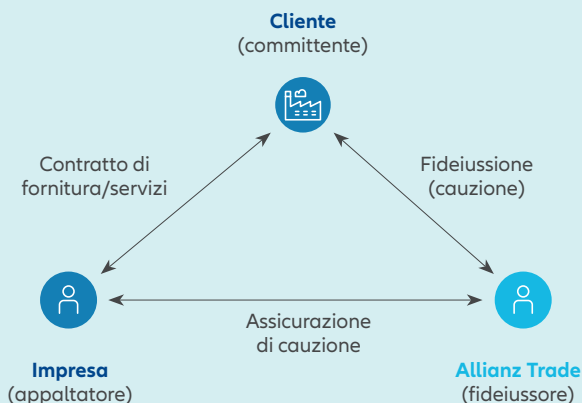 Cliente
(committente)
Contratto di
fornitura/servizi
Fideiussione
(cauzione)
Assicurazione
di cauzione
Impresa
(appaltatore)
Allianz Trade
(fideiussore)